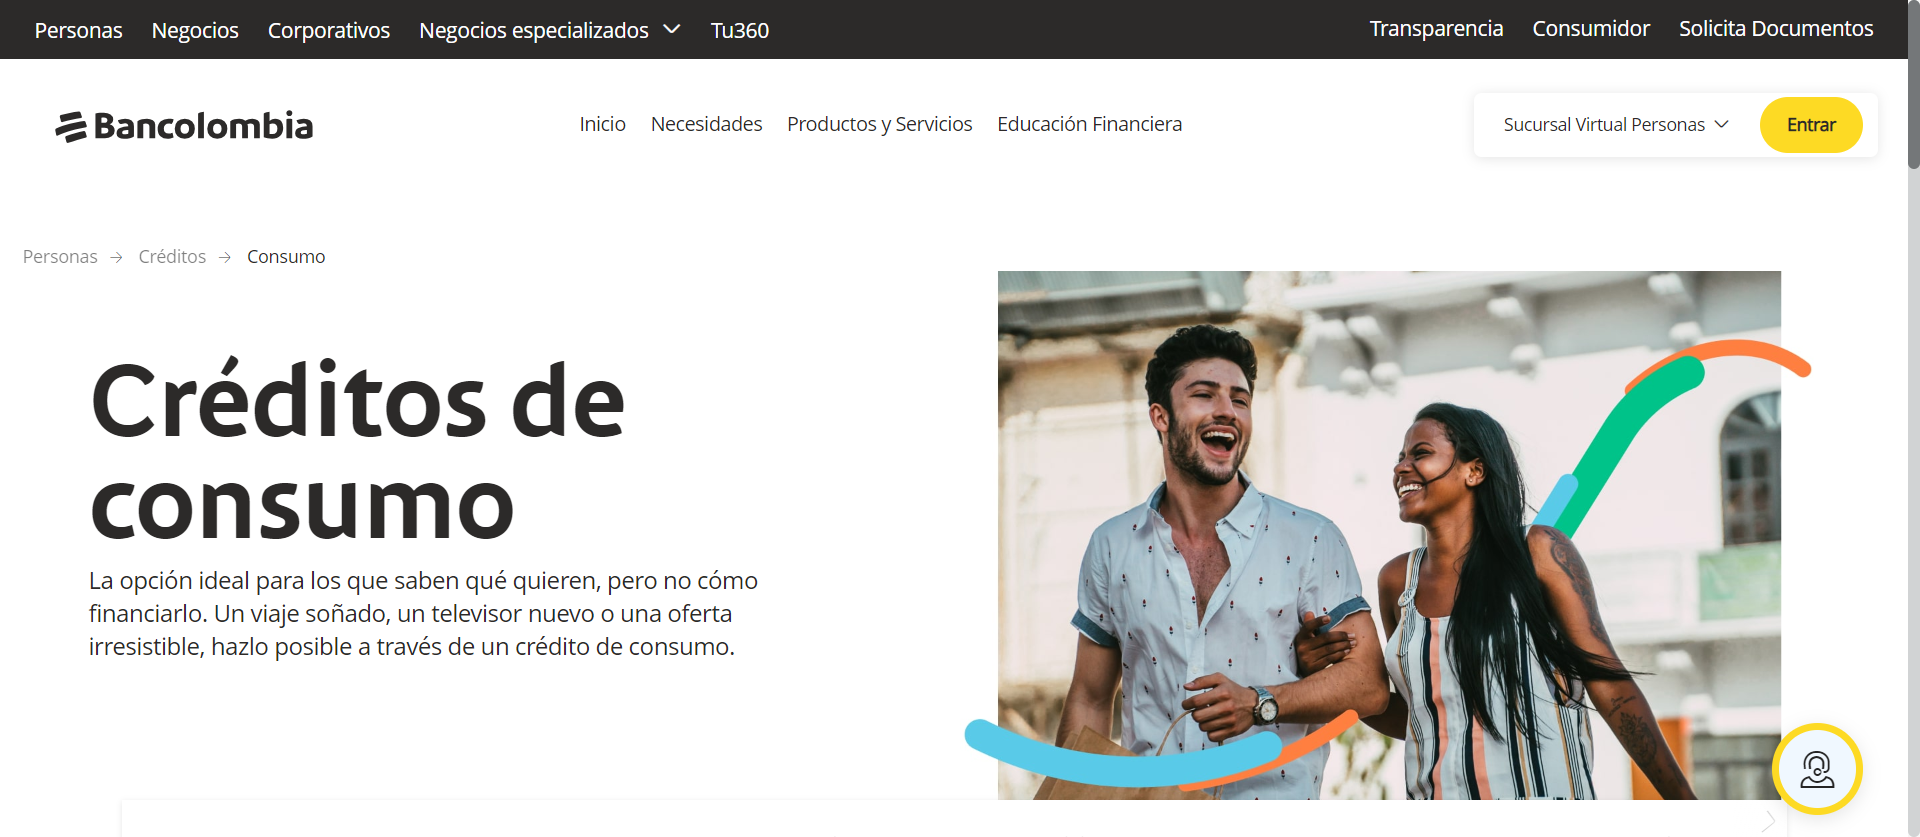 Personas Negocios Corporativos Negocios especializados Tu360 Transparencia Consumidor Solicita Documentos
Bancolombia Inicio Necesidades Productos y Servicios Educación Financiera Sucursal Virtual Personas Entrar
Personas → Créditos → Consumo
Créditos de
consumo
La opción ideal para los que saben qué quieren, pero no cómo
financiarlo. Un viaje soñado, un televisor nuevo o una oferta
irresistible, hazlo posible a través de un crédito de consumo.